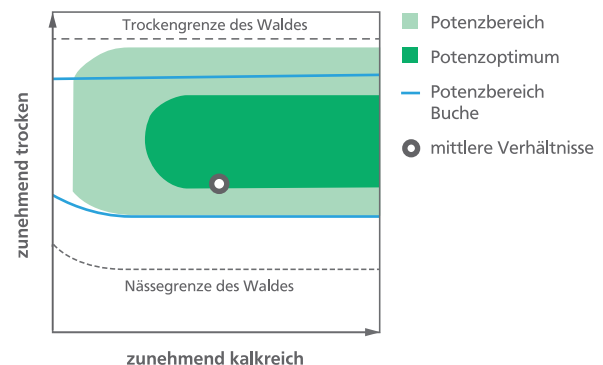 Trockengrenze des Waldes
Nässegrenze des Waldes
zunehmend trocken
zunehmend kalkreich
Potenzbereich
Potenzoptimum
Potenzbereich
Buche
mittlere Verhältnisse